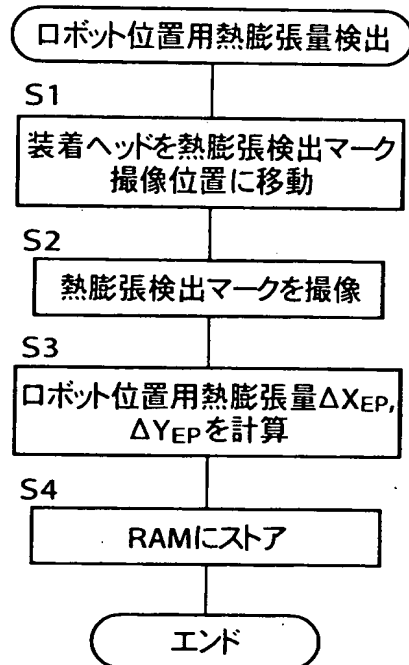 ロボット位置用熱膨張量検出
S1
装着ヘッドを熱膨張検出マーク
撮像位置に移動
S2
熱膨張検出マークを撮像
S3
ロボット位置用熱膨張量ΔXEP,
ΔYEPを計算
S4
RAMにストア
エンド